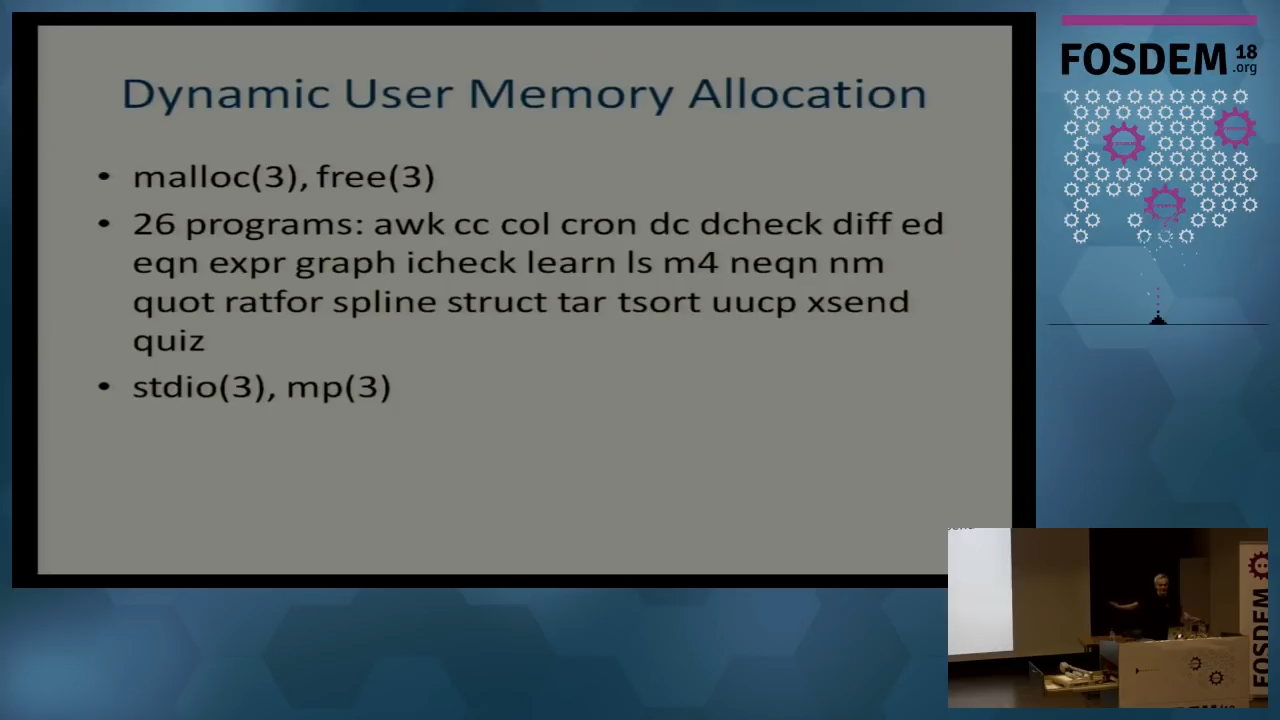 Dynamic User Memory Allocation
• malloc(3), free(3)
• 26 programs: awk cc col cron dc dcheck diff ed
eqn expr graph icheck learn ls m4 neqn nm
quot ratfor spline struct tar tsort uucp xsend
quiz
• stdio(3), mp(3)
FOSDEM 18
.org
FOSDEM